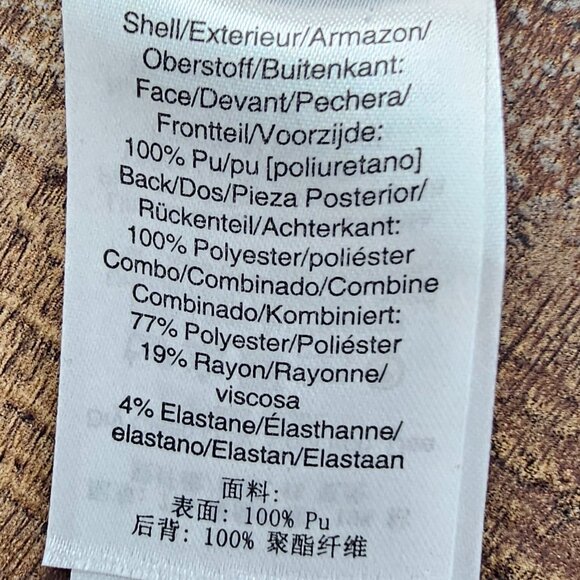 Shell/Exterieur/Armazon/
Oberstoff/Buitenkant:
Face/Devant/Pechera/
Frontteil/Voorzijde:
100% Pu/pu [poliuretano]
Back/Dos/Pieza Posterior/
Rückenteil/Achterkant:
100% Polyester/poliéster
Combo/Combinado/Combine
Combinado/Kombiniert:
77% Polyester/Poliéster
19% Rayon/Rayonne/
viscosa
4% Elastane/Élasthanne/
elastano/Elastan/Elastaan
面料:
表面: 100% Pu
后背: 100% 聚酯纤维